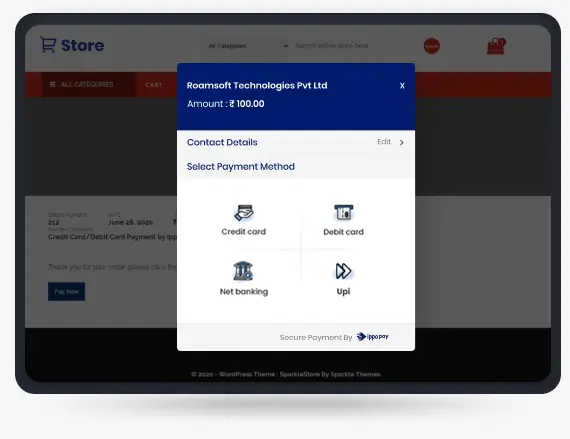 Store
All Categories
Search entire store here
ALL CATEGORIES
CART
Roamsoft Technologies Pvt Ltd
X
Amount : ₹ 100.00
Contact Details
Edit
Select Payment Method
Credit card
Debit card
Net banking
Upi
Secure Payment By ippopay
ORDER NUMBER:
212
DATE:
June 28, 2020
₹
PAYMENT METHOD:
Credit Card/Debit Card Payment by Ipp
Thank you for your order, please click the
Pay Now
© 2020 - WordPress Theme : SparkleStore By Sparkle Themes